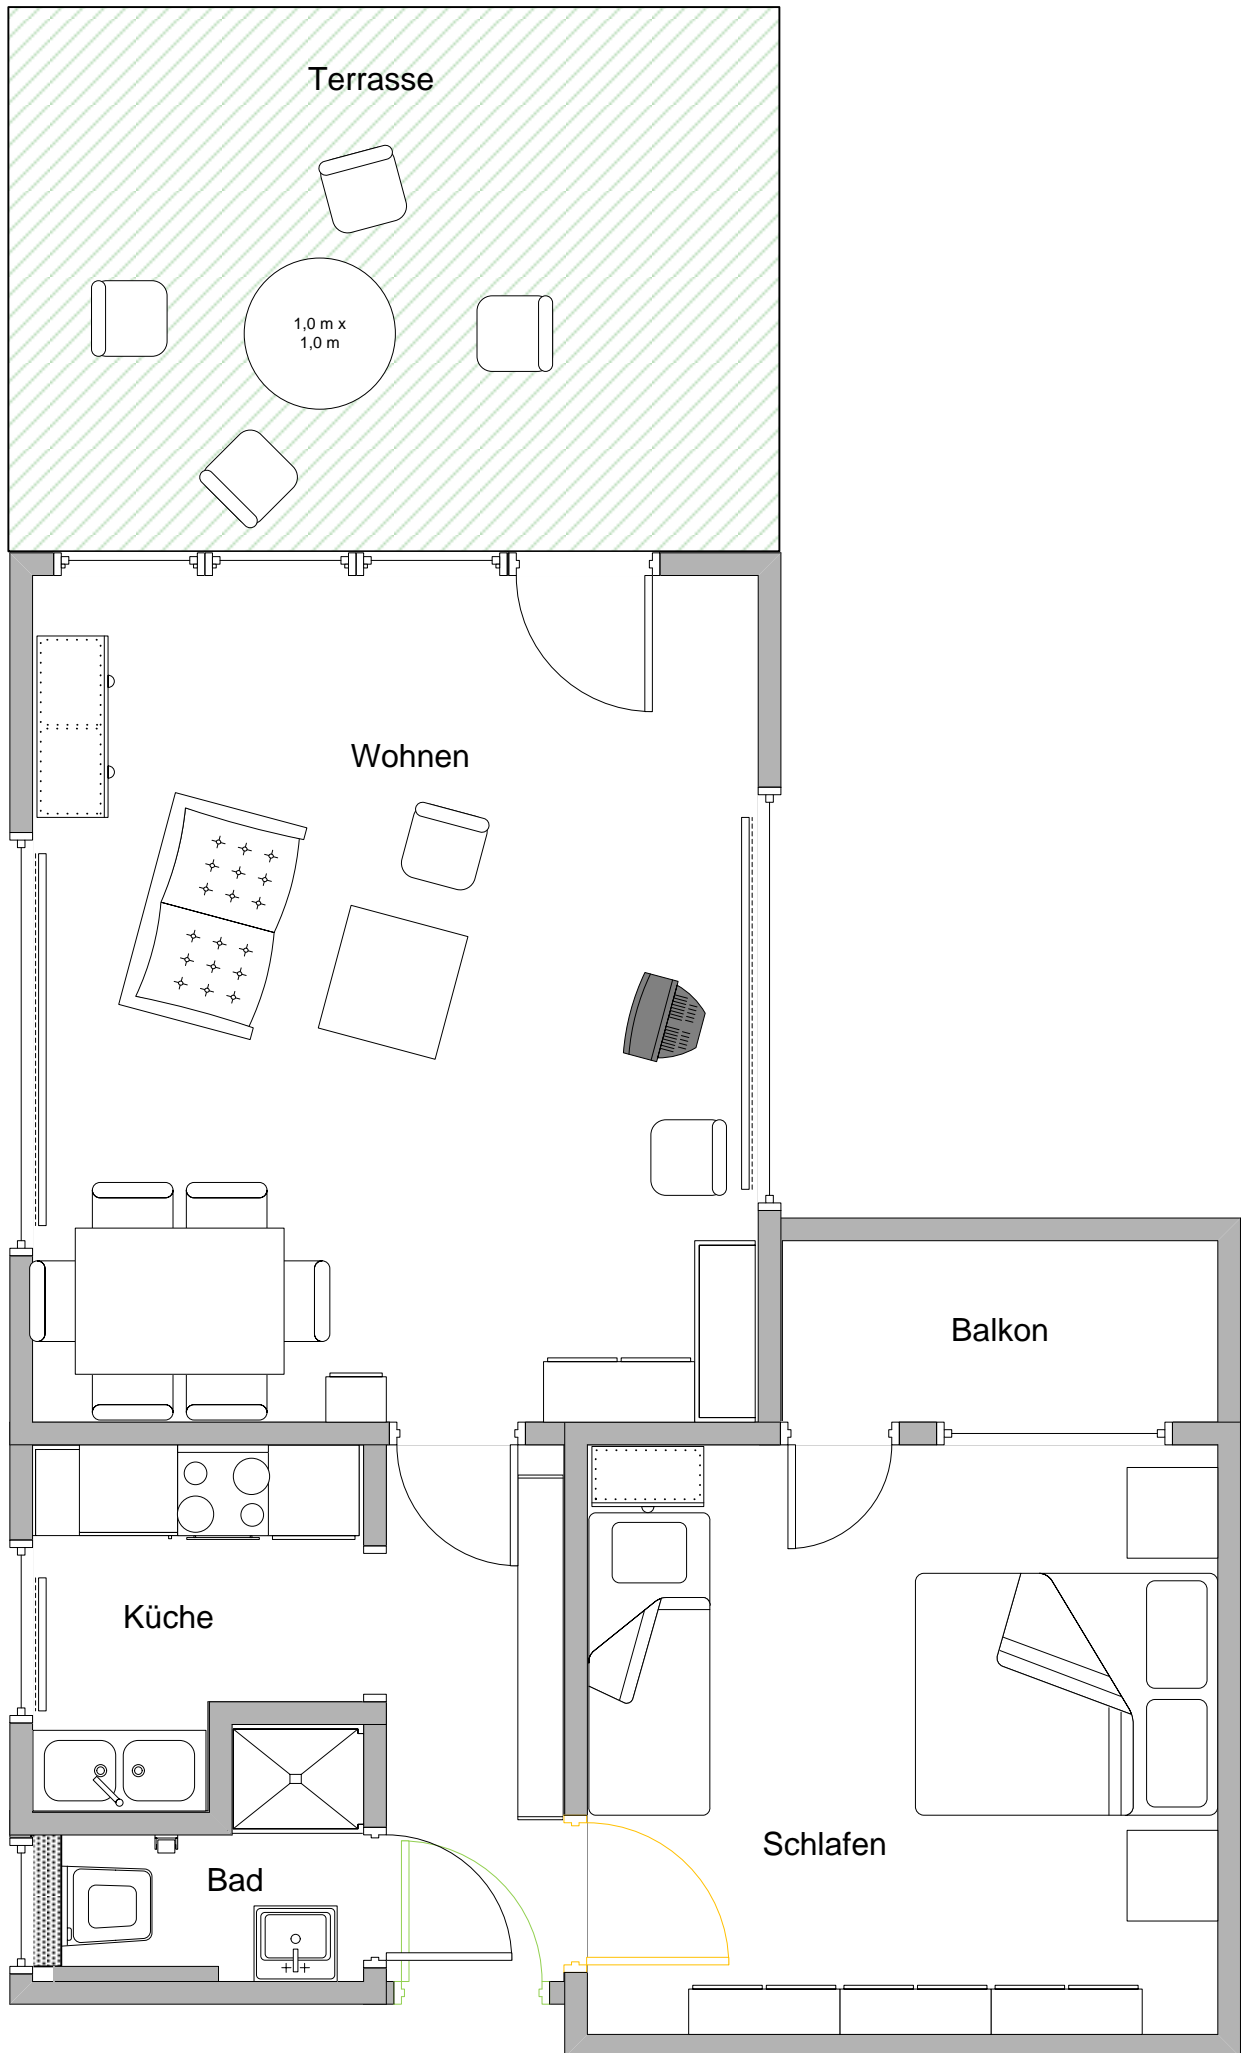 Terrasse
1,0 m x
1,0 m
Wohnen
Balkon
Küche
Schlafen
Bad